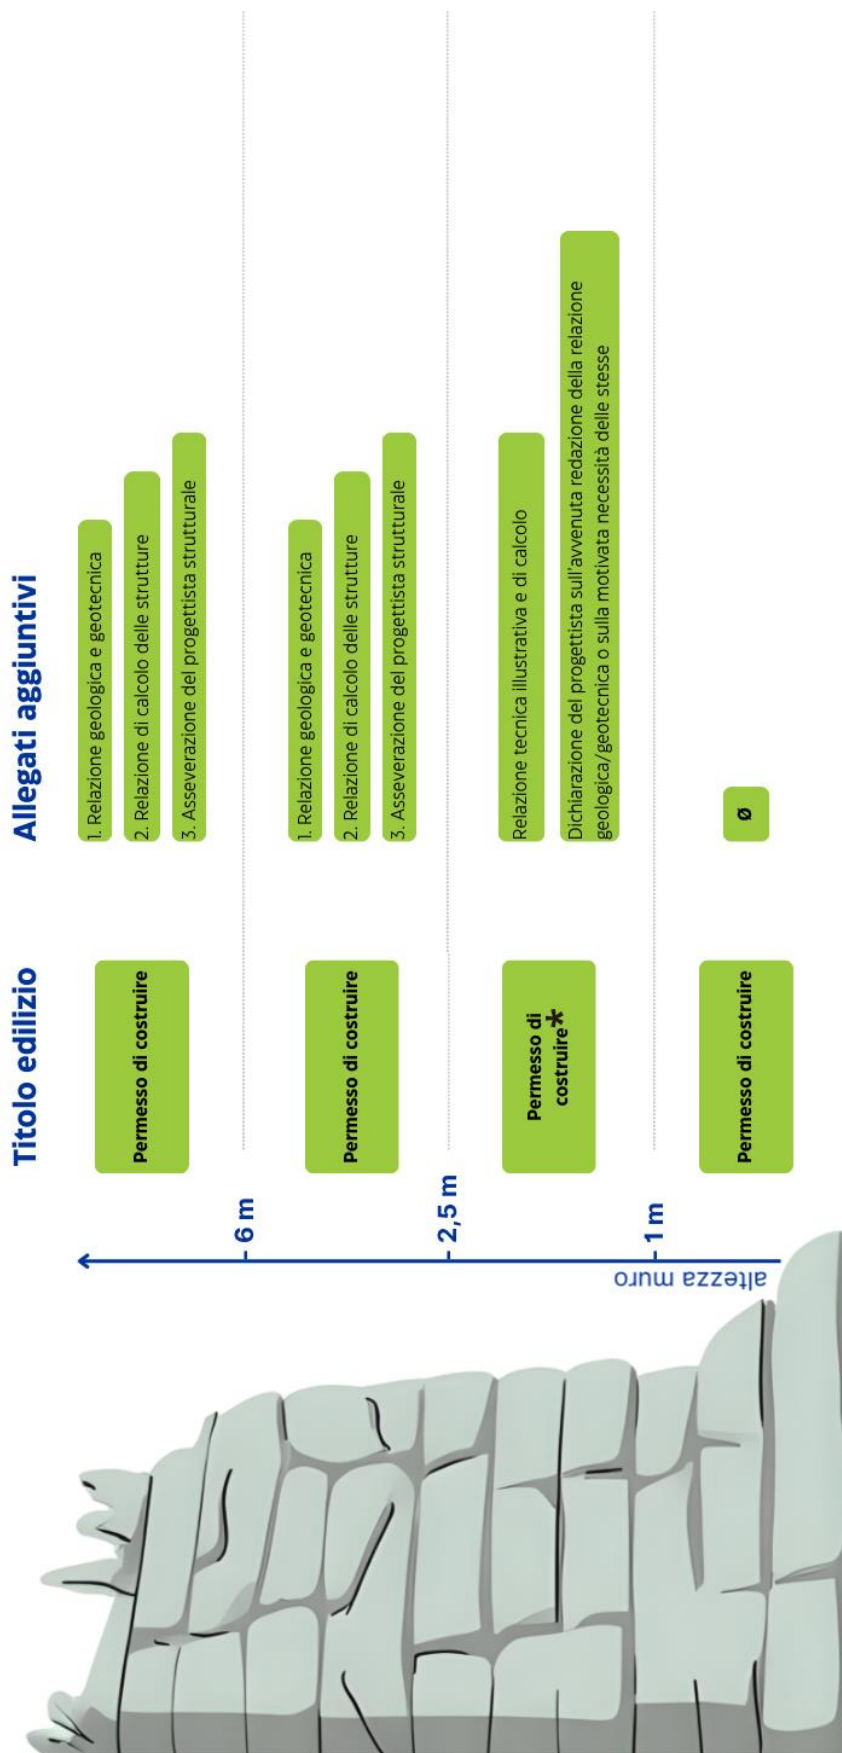 Titolo edilizio
Allegati aggiuntivi
Permesso di costruire
1. Relazione geologica e geotecnica
2. Relazione di calcolo delle strutture
3. Asseverazione del progettista strutturale
6 m
Permesso di costruire
1. Relazione geologica e geotecnica
2. Relazione di calcolo delle strutture
3. Asseverazione del progettista strutturale
2,5 m
Permesso di
costruire*
Relazione tecnica illustrativa e di calcolo
Dichiarazione del progettista sull'avvenuta redazione della relazione
geologica/geotecnica o sulla motivata necessità delle stesse
1 m
Permesso di costruire
ø
altezza muro